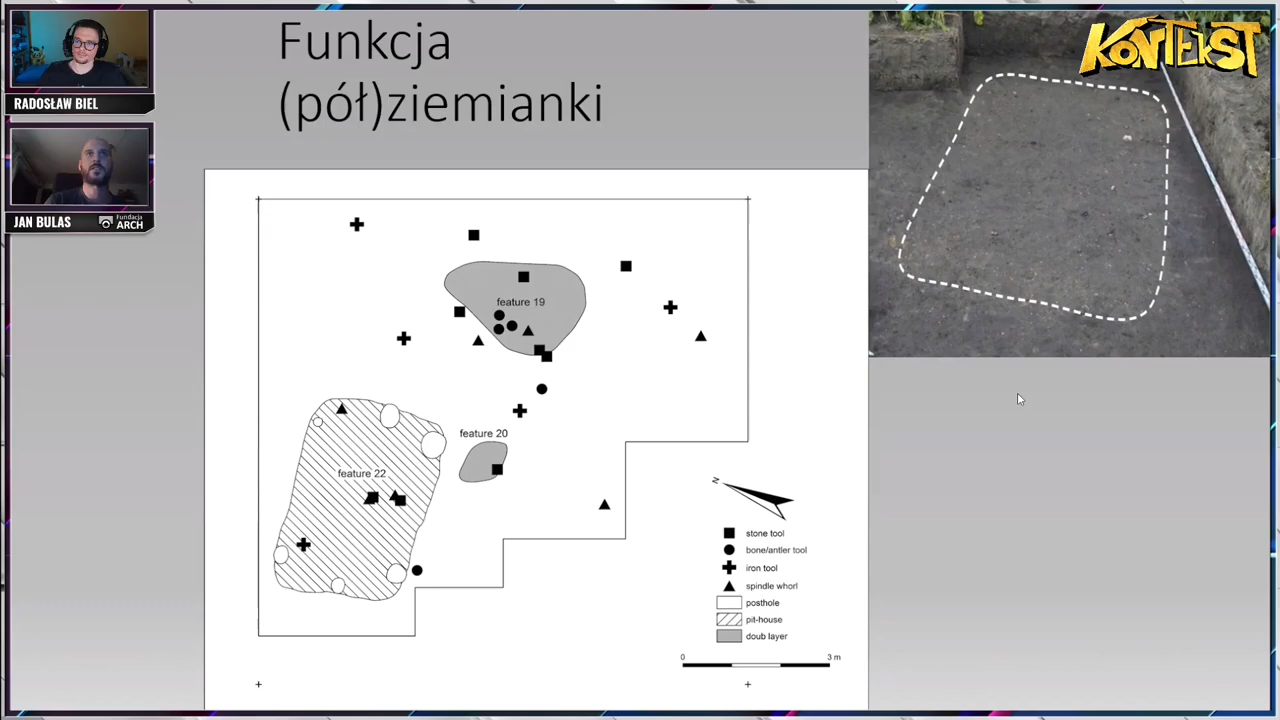 Funkcja
(pół)ziemianki
KONTEKST
RADOSŁAW BIEL
JAN BULAS
Fundacja
ARCH
feature 19
feature 20
feature 22
N
stone tool
bone/antler tool
iron tool
spindle whorl
posthole
pit-house
doub layer
0 3 m